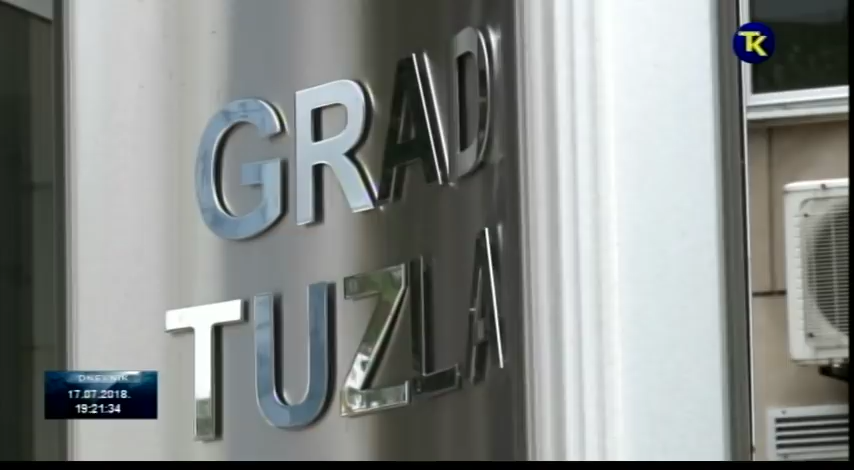 TK
GRAD
TUZLA
DNEVNIK
17.07.2018.
19:21:34